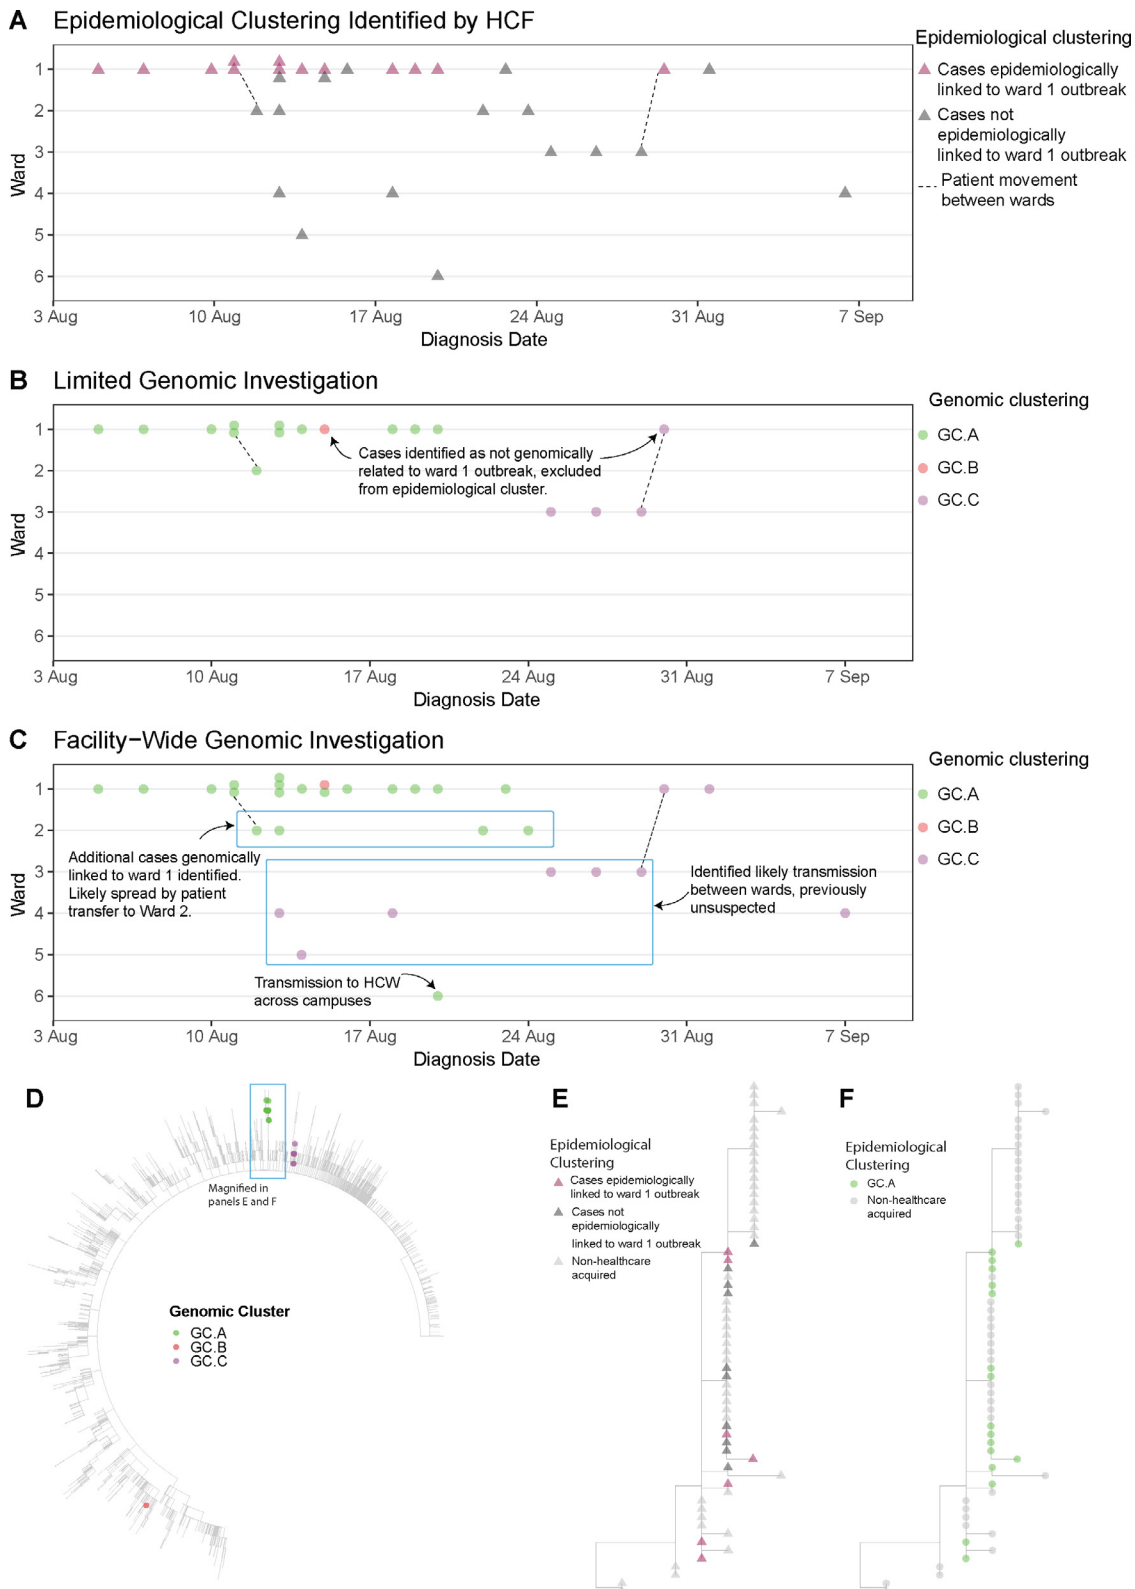 A Epidemiological Clustering Identified by HCF
Epidemiological clustering
Cases epidemiologically
linked to ward 1 outbreak
Cases not
epidemiologically
linked to ward 1 outbreak
Patient movement
between wards
Ward
1
2
3
4
5
6
3 Aug 10 Aug 17 Aug 24 Aug 31 Aug 7 Sep
Diagnosis Date
B Limited Genomic Investigation
Genomic clustering
GC.A
GC.B
GC.C
Cases identified as not genomically
related to ward 1 outbreak, excluded
from epidemiological cluster.
Ward
1
2
3
4
5
6
3 Aug 10 Aug 17 Aug 24 Aug 31 Aug 7 Sep
Diagnosis Date
C Facility-Wide Genomic Investigation
Genomic clustering
GC.A
GC.B
GC.C
Additional cases genomically
linked to ward 1 identified.
Likely spread by patient
transfer to Ward 2.
Identified likely transmission
between wards, previously
unsuspected
Transmission to HCW
across campuses
Ward
1
2
3
4
5
6
3 Aug 10 Aug 17 Aug 24 Aug 31 Aug 7 Sep
Diagnosis Date
D
Magnified in
panels E and F
Genomic Cluster
GC.A
GC.B
GC.C
E
Epidemiological
Clustering
Cases epidemiologically
linked to ward 1 outbreak
Cases not
epidemiologically
linked to ward 1 outbreak
Non-healthcare
acquired
F
Epidemiological
Clustering
GC.A
Non-healthcare
acquired